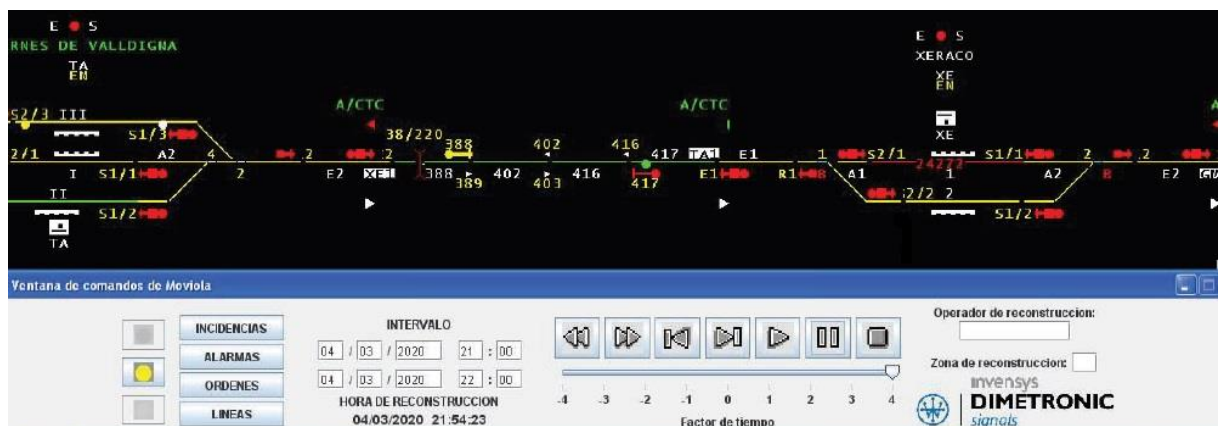 E S
RNES DE VALLDIGNA
TA
EN
E S
XERACO
XE
EN
A/CTC
A/CTC
S2/3 III
38/220
388
402
416
XE
S1/3
417 TA1 E1
2/1
A2
4
.2
:2
1
S2/1
24272
S1/1
2
.2
I
S1/1
2
E2
XE1
388
389
402
403
416
417
E1
R1
B
A1
1
A2
B
E2
II
S2/2 2
S1/2
S1/2
TA
Ventana de comandos de Moviola
INCIDENCIAS
ALARMAS
ORDENES
LINEAS
INTERVALO
04 / 03 / 2020 21 : 00
04 / 03 / 2020 22 : 00
HORA DE RECONSTRUCCION
04/03/2020 21:54:23
-4 -3 -2 -1 0 1 2 3 4
Factor de tiempo
Operador de reconstruccion:
Zona de reconstruccion:
invensys
DIMETRONIC
signals